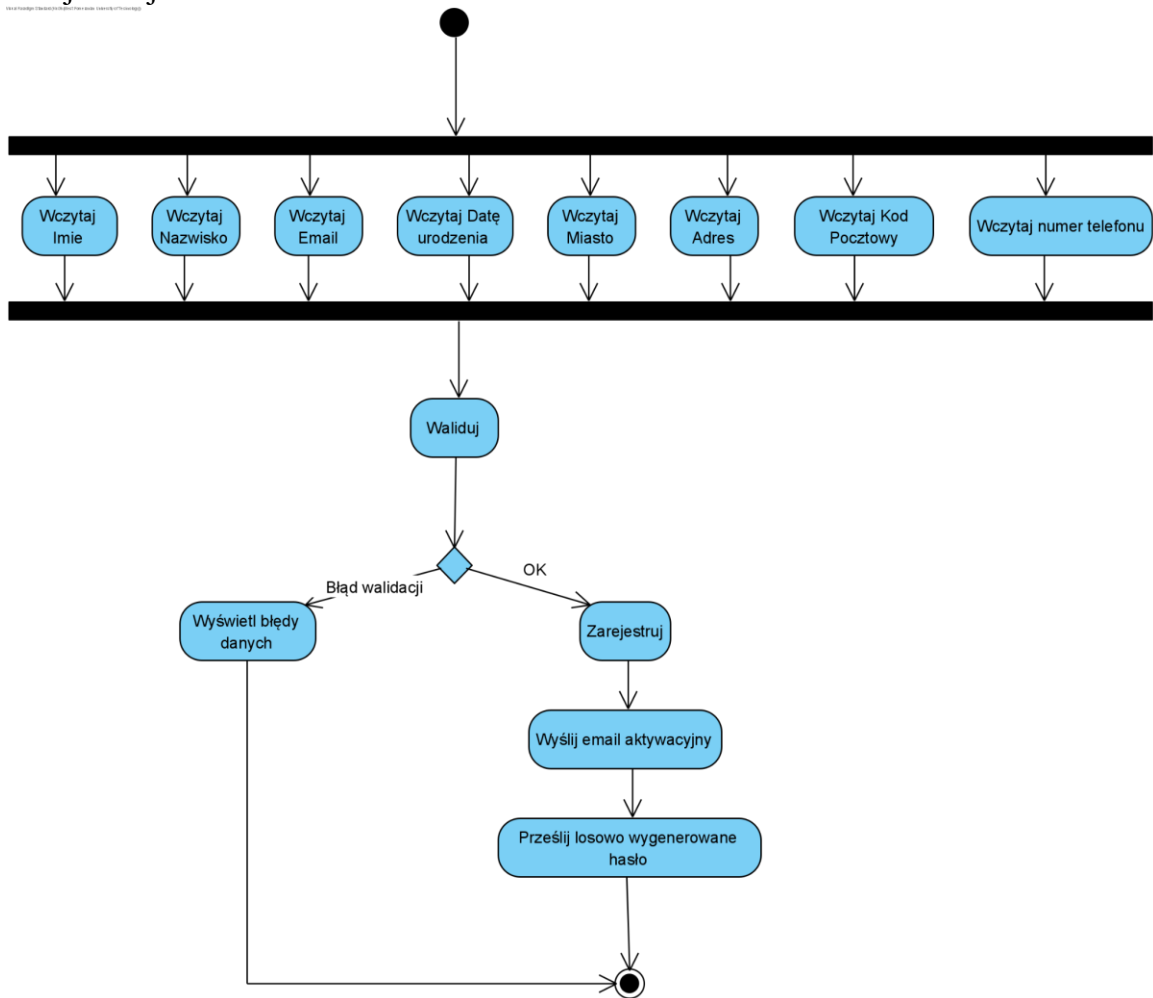 Wczytaj
Imie
Wczytaj
Nazwisko
Wczytaj
Email
Wczytaj Datę
urodzenia
Wczytaj
Miasto
Wczytaj
Adres
Wczytaj Kod
Pocztowy
Wczytaj numer telefonu
Waliduj
Błąd walidacji
OK
Wyświetl błędy
danych
Zarejestruj
Wyślij email aktywacyjny
Prześlij losowo wygenerowane
hasło